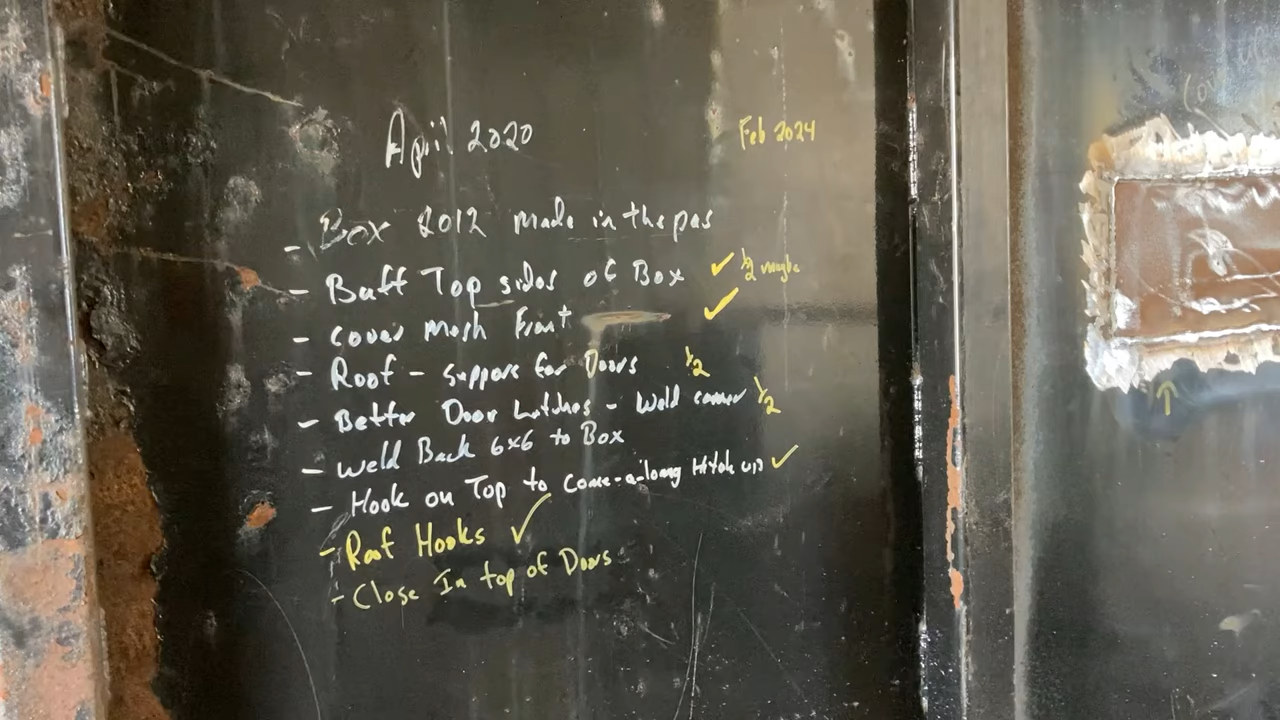 April 2020
Feb 2024
- Box 2012 made in the pas
- Buff Top sides of Box ✓ 1/2 maybe
- Cover mesh Front ✓
- Roof - suppors for Doors 1/2
- Better Door Latches - Weld corner 1/2
- Weld Back 6x6 to Box
- Hook on Top to come-a-long Hitch up ✓
- Roof Hooks ✓
- Close In top of Doors
↑